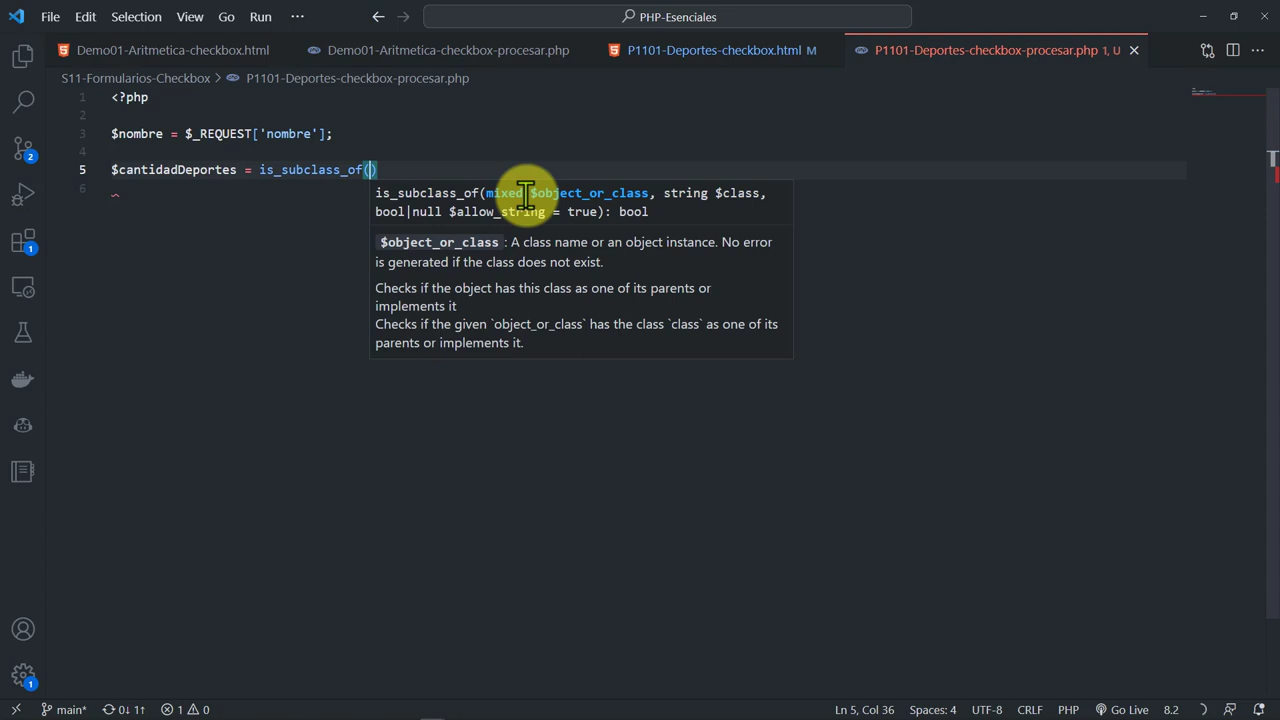 File Edit Selection View Go Run ··· PHP-Esenciales
Demo01-Aritmetica-checkbox.html Demo01-Aritmetica-checkbox-procesar.php P1101-Deportes-checkbox.html M P1101-Deportes-checkbox-procesar.php 1, U
S11-Formularios-Checkbox > P1101-Deportes-checkbox-procesar.php
1 <?php
2
3 $nombre = $_REQUEST['nombre'];
4
5 $cantidadDeportes = is_subclass_of()
6
is_subclass_of(mixed $object_or_class, string $class,
bool|null $allow_string = true): bool
$object_or_class: A class name or an object instance. No error
is generated if the class does not exist.
Checks if the object has this class as one of its parents or
implements it
Checks if the given `object_or_class` has the class `class` as one of its
parents or implements it.
2
1
1
main* 0↓ 1↑ 1 0 Ln 5, Col 36 Spaces: 4 UTF-8 CRLF PHP Go Live 8.2